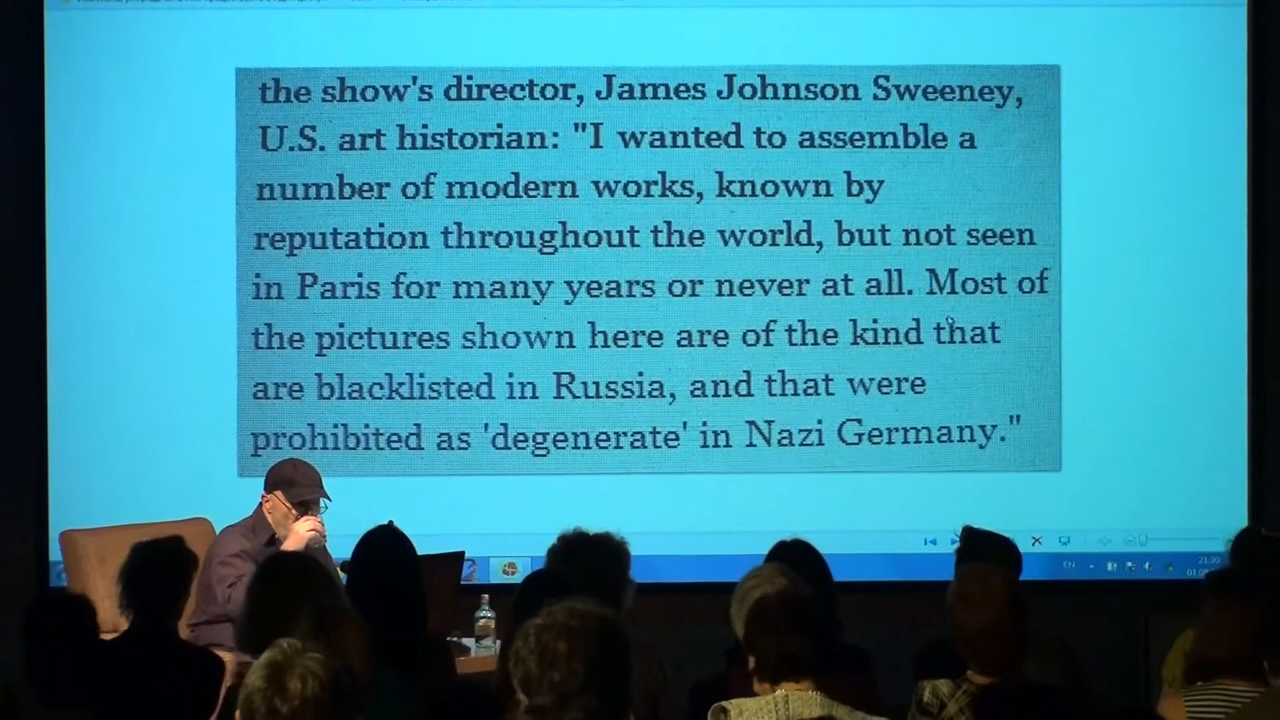 the show's director, James Johnson Sweeney,
U.S. art historian: "I wanted to assemble a
number of modern works, known by
reputation throughout the world, but not seen
in Paris for many years or never at all. Most of
the pictures shown here are of the kind that
are blacklisted in Russia, and that were
prohibited as 'degenerate' in Nazi Germany."
EN
21:30